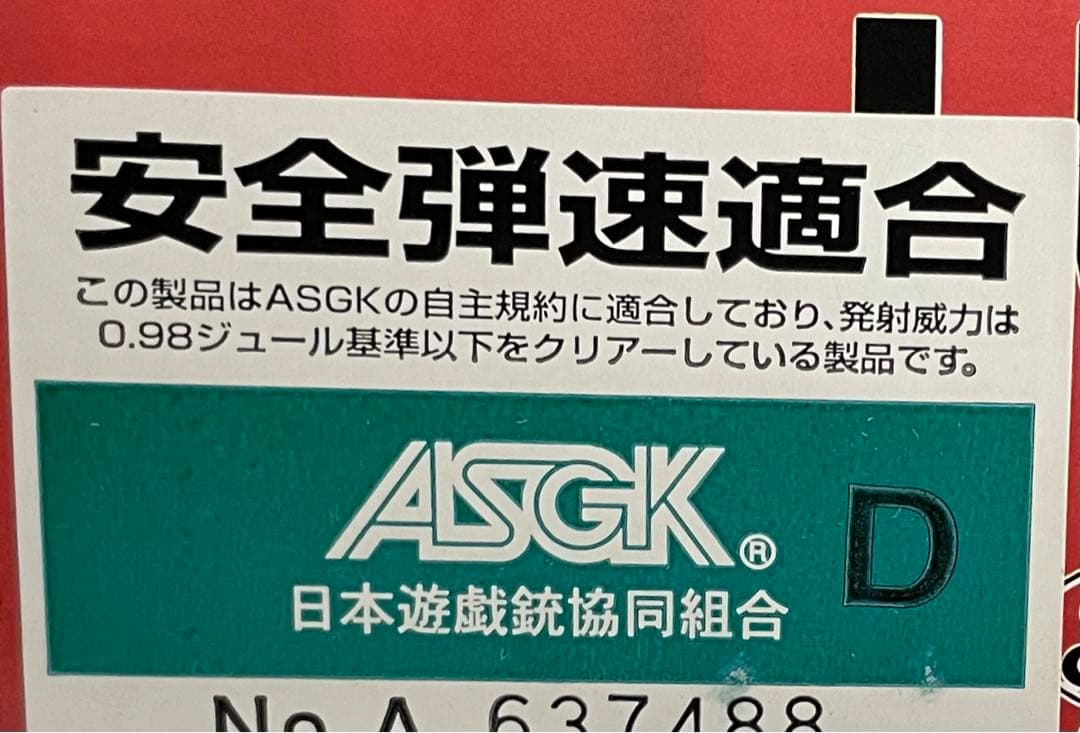 安全弾速適合
この製品はASGKの自主規約に適合しており、発射威力は
0.98ジュール基準以下をクリアーしている製品です。
ASGK®
D
日本遊戯銃協同組合
No A 637488